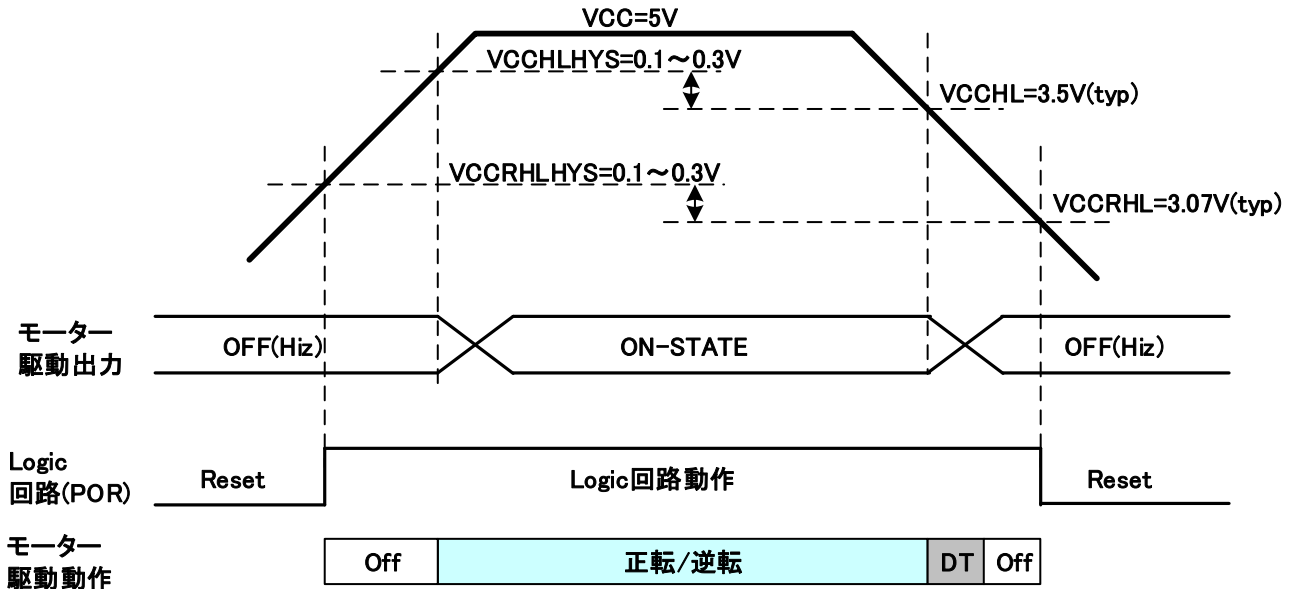 VCC=5V
VCCHLHYS=0.1～0.3V
VCCHL=3.5V(typ)
VCCRHLHYS=0.1～0.3V
VCCRHL=3.07V(typ)
モーター
駆動出力
OFF(Hiz)
ON-STATE
OFF(Hiz)
Logic
回路(POR)
Reset
Logic回路動作
Reset
モーター
駆動動作
Off
正転/逆転
DT
Off